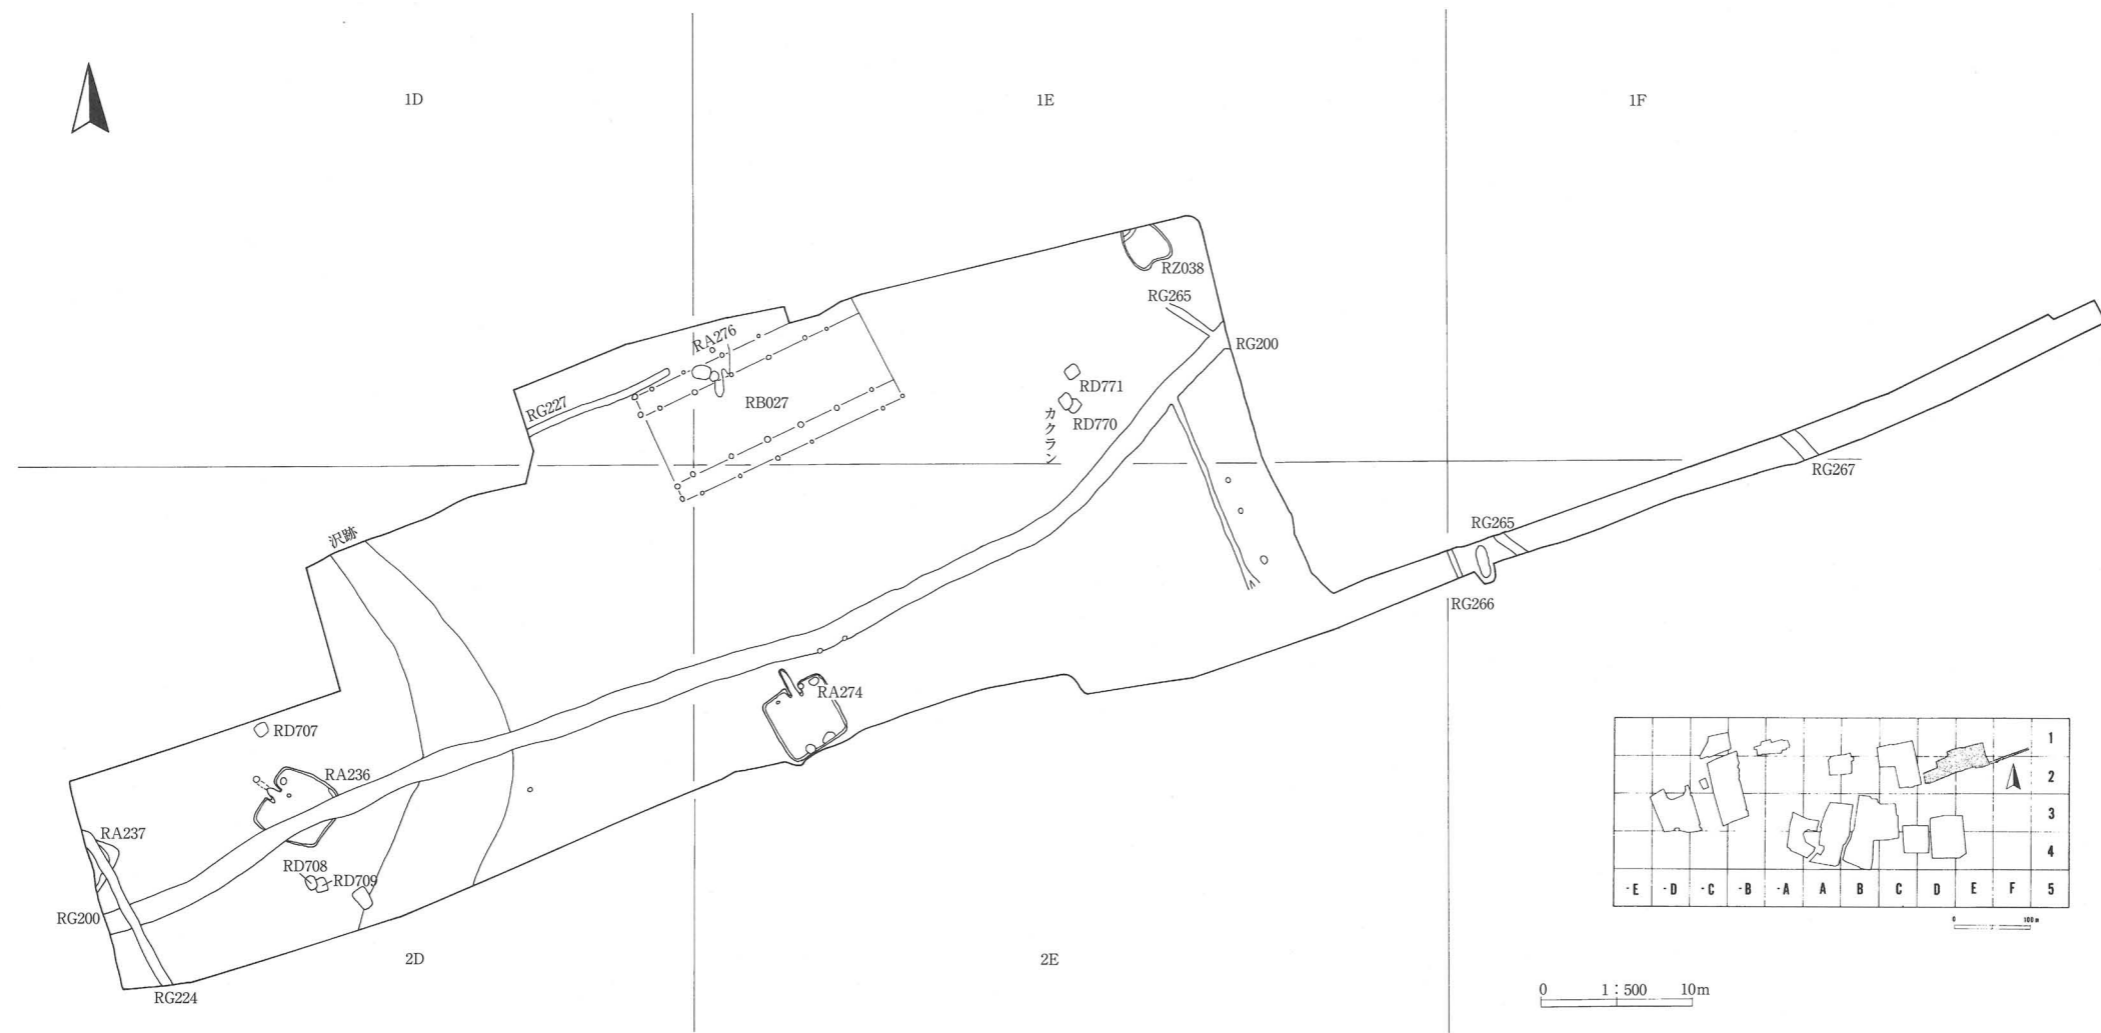 1D
1E
1F
RZ038
RG265
RG200
RA276
RB027
RG227
RD771
RD770
カクラン
RG267
RG265
RG266
沢跡
RA274
RD707
RA236
RA237
RD708
RD709
RG200
RG224
2D
2E
1
2
3
4
-E -D -C -B -A A B C D E F 5
0 100m
0 1:500 10m